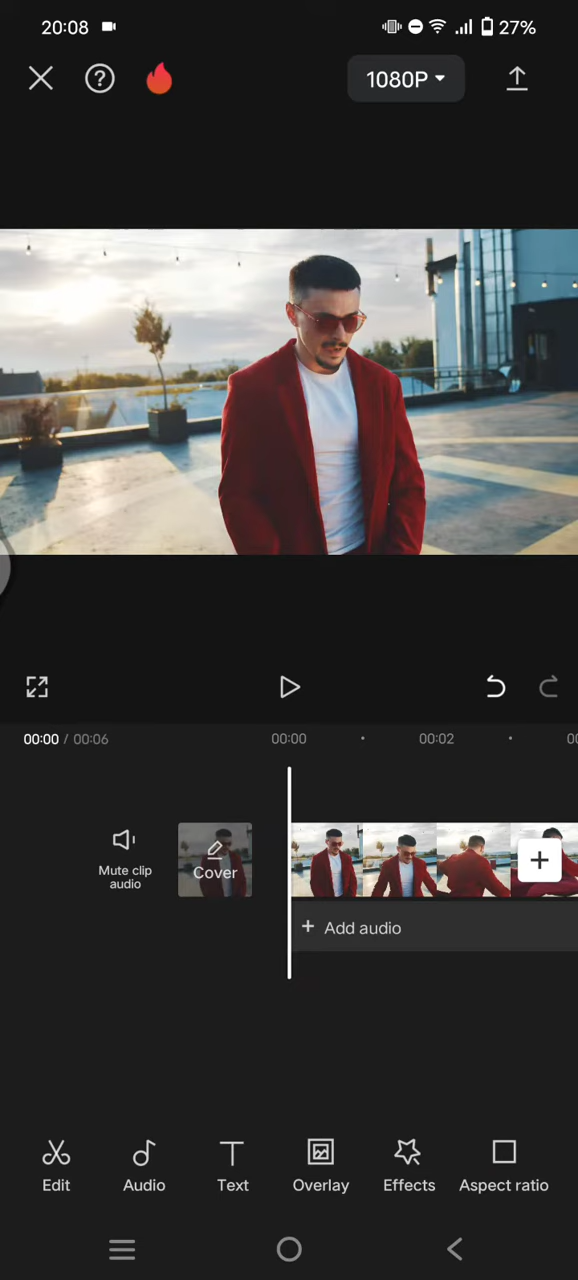 20:08 27%
1080P
00:00 / 00:06 00:00 00:02
Mute clip
audio
Cover
Add audio
Edit Audio Text Overlay Effects Aspect ratio